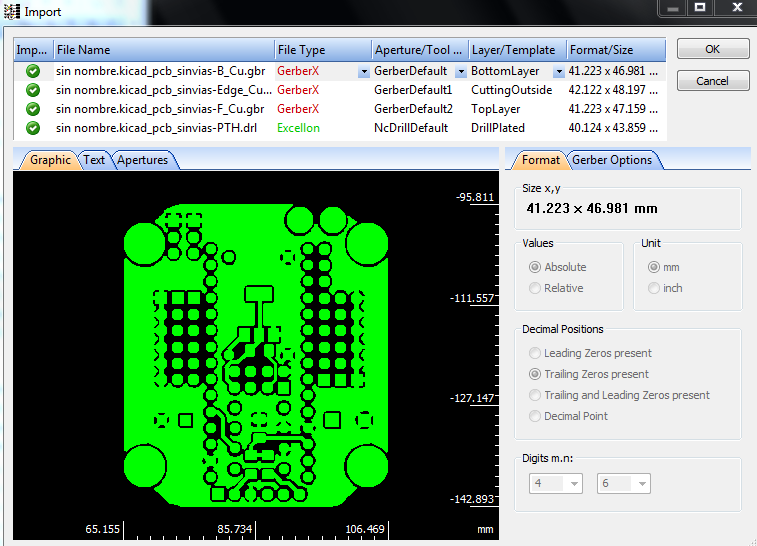 Import
Imp... File Name File Type Aperture/Tool ... Layer/Template Format/Size
sin nombre.kicad_pcb_sinvias-B_Cu.gbr GerberX GerberDefault BottomLayer 41.223 x 46.981 ...
sin nombre.kicad_pcb_sinvias-Edge_Cu... GerberX GerberDefault1 CuttingOutside 42.122 x 48.197 ...
sin nombre.kicad_pcb_sinvias-F_Cu.gbr GerberX GerberDefault2 TopLayer 41.223 x 47.159 ...
sin nombre.kicad_pcb_sinvias-PTH.drl Excellon NcDrillDefault DrillPlated 40.124 x 43.859 ...
OK
Cancel
Graphic Text Apertures
-95.811
-111.557
-127.147
-142.893
65.155 85.734 106.469 mm
Format Gerber Options
Size x,y
41.223 x 46.981 mm
Values Unit
Absolute mm
Relative inch
Decimal Positions
Leading Zeros present
Trailing Zeros present
Trailing and Leading Zeros present
Decimal Point
Digits m.n:
4 6